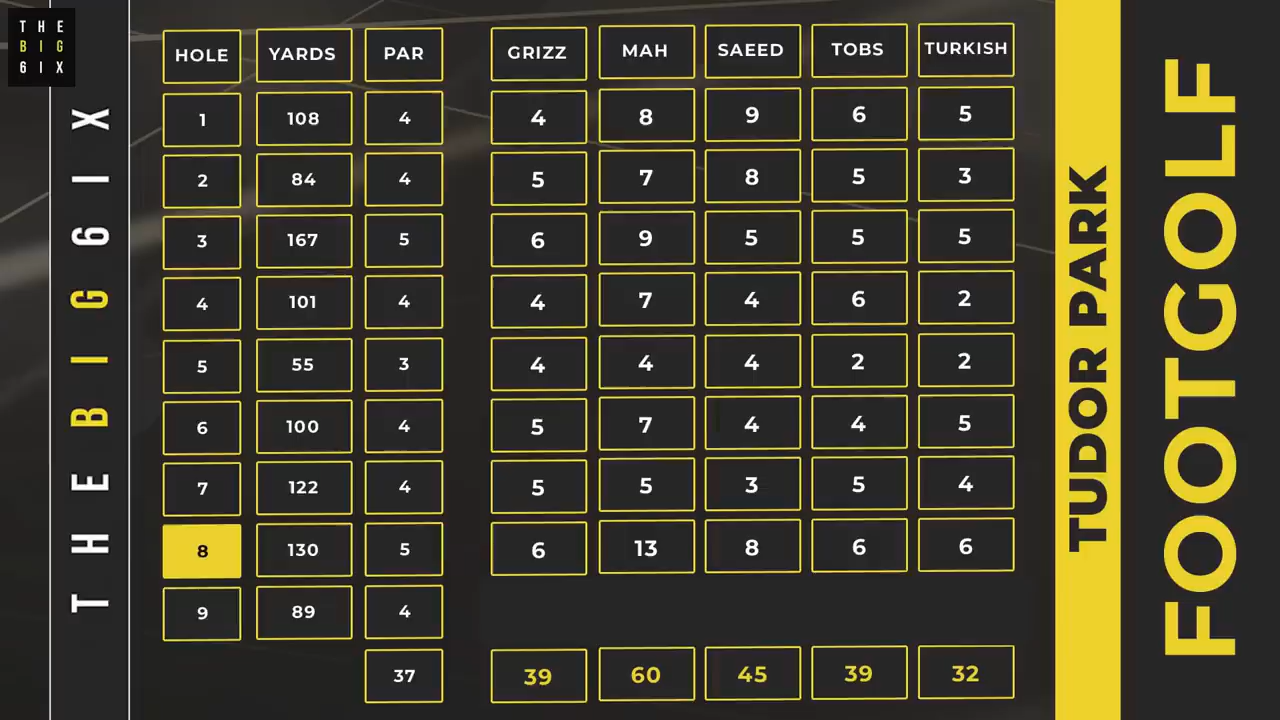 THE
BIG
6IX
THE BIG 6IX
HOLE YARDS PAR GRIZZ MAH SAEED TOBS TURKISH
1 108 4 4 8 9 6 5
2 84 4 5 7 8 5 3
3 167 5 6 9 5 5 5
4 101 4 4 7 4 6 2
5 55 3 4 4 4 2 2
6 100 4 5 7 4 4 5
7 122 4 5 5 3 5 4
8 130 5 6 13 8 6 6
9 89 4
37 39 60 45 39 32
TUDOR PARK
FOOTGOLF